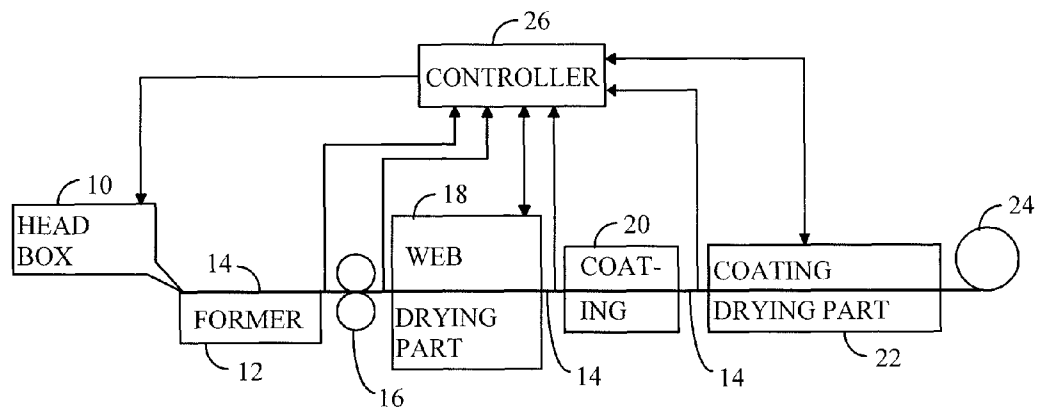 26
CONTROLLER
10
HEAD
BOX
14
FORMER
12
16
18
WEB
DRYING
PART
14
20
COAT-
ING
14
COATING
DRYING PART
22
24